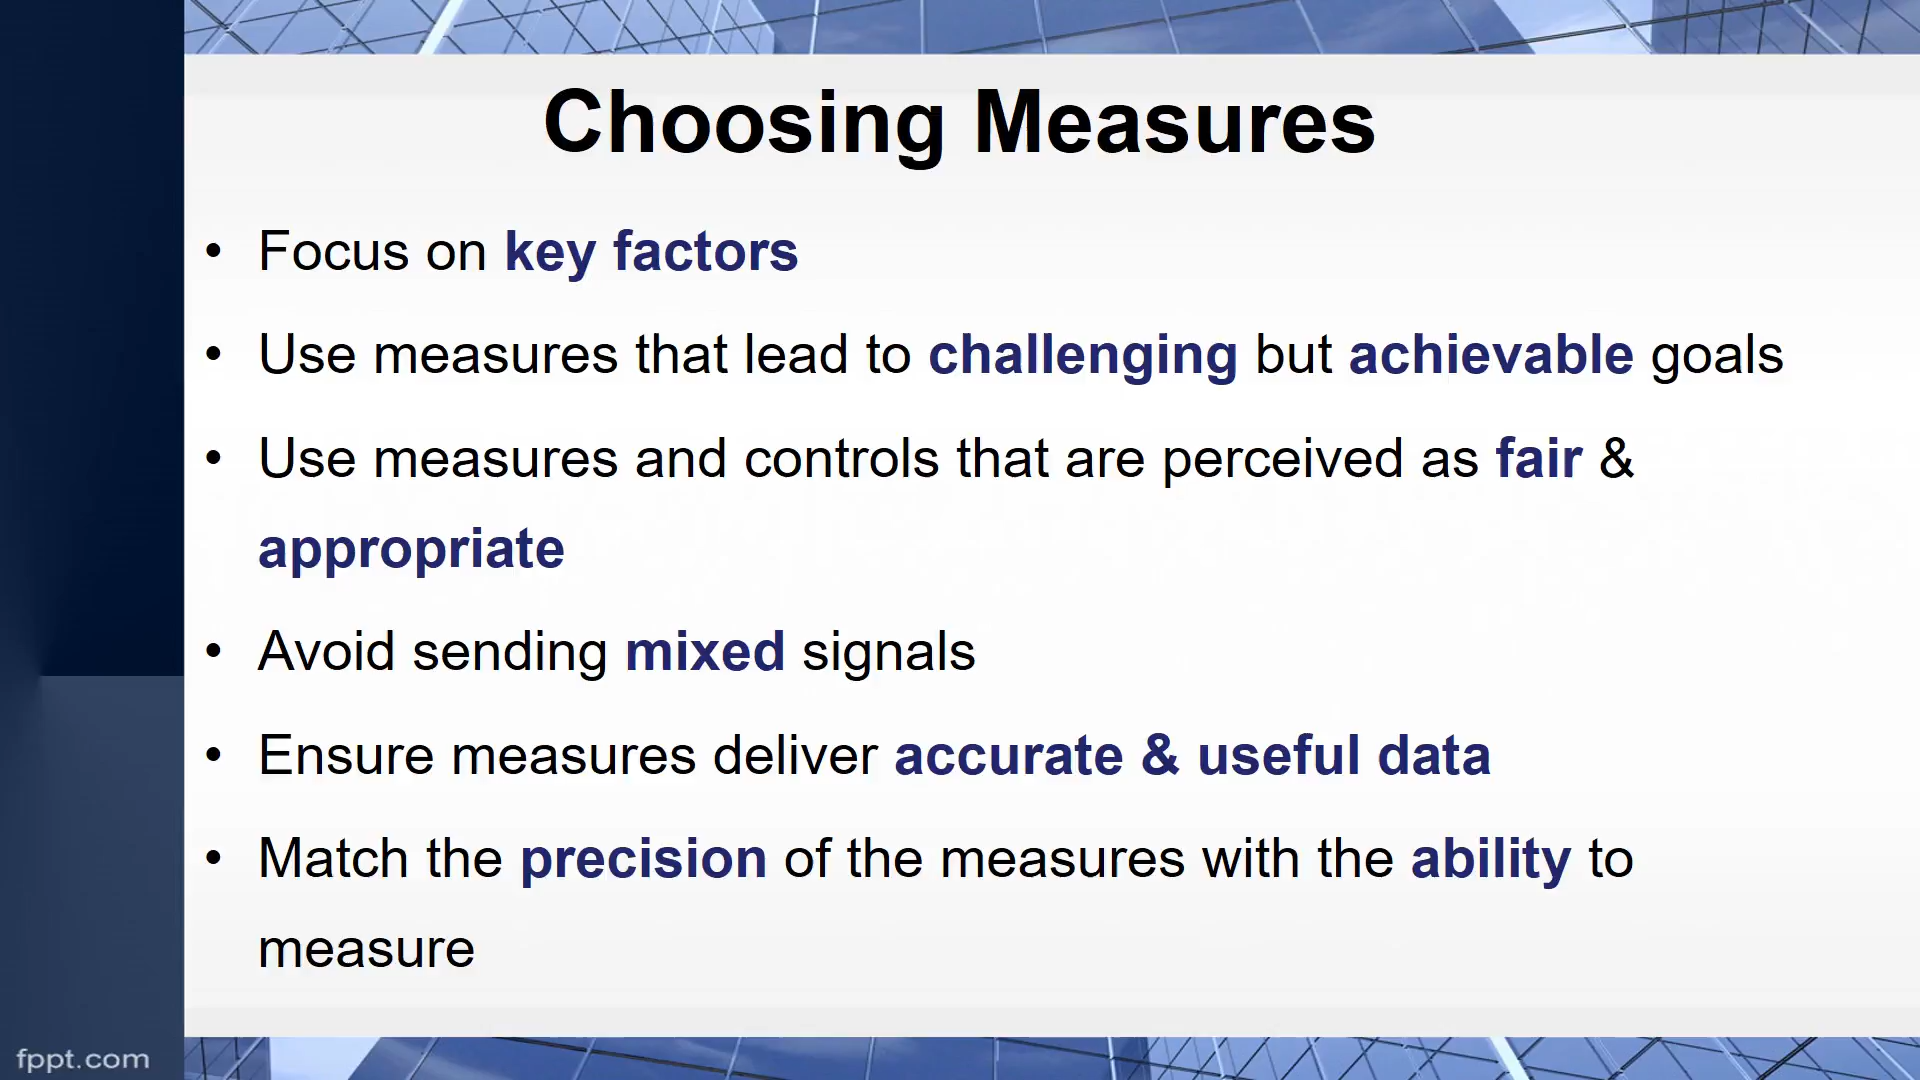 Choosing Measures
• Focus on key factors
• Use measures that lead to challenging but achievable goals
• Use measures and controls that are perceived as fair &
appropriate
• Avoid sending mixed signals
• Ensure measures deliver accurate & useful data
• Match the precision of the measures with the ability to
measure
fppt.com